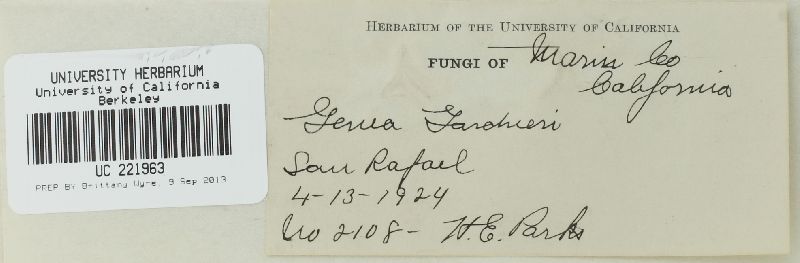 UNIVERSITY HERBARIUM
University of California
Berkeley
UC 221963
PREP BY Brittany Wyre, 9 Sep 2013
HERBARIUM OF THE UNIVERSITY OF CALIFORNIA
FUNGI OF Marin Co
California
Genea Gardneri
San Rafael
4-13-1924
No 2108- H.E. Parks